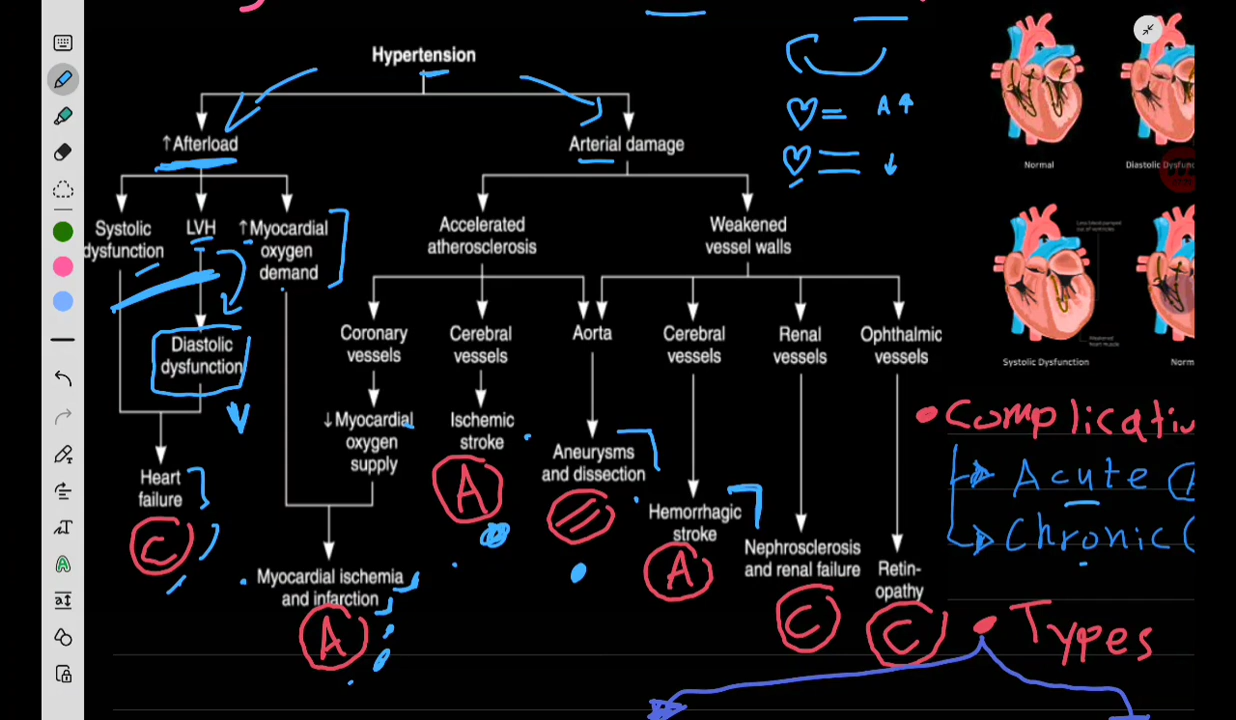 Hypertension
A↑
↑Afterload
Arterial damage
Normal
Systolic
dysfunction
LVH
↑Myocardial
oxygen
demand
Accelerated
atherosclerosis
Weakened
vessel walls
Diastolic
dysfunction
Coronary
vessels
Cerebral
vessels
Aorta
Cerebral
vessels
Renal
vessels
Ophthalmic
vessels
Systolic Dysfunction
↓Myocardial
oxygen
supply
Ischemic
stroke
A
Aneurysms
and dissection
Hemorrhagic
stroke
A
Heart
failure
C
Myocardial ischemia
and infarction
A
Nephrosclerosis
and renal failure
C
Retin-
opathy
C
Acute
Chronic
Types